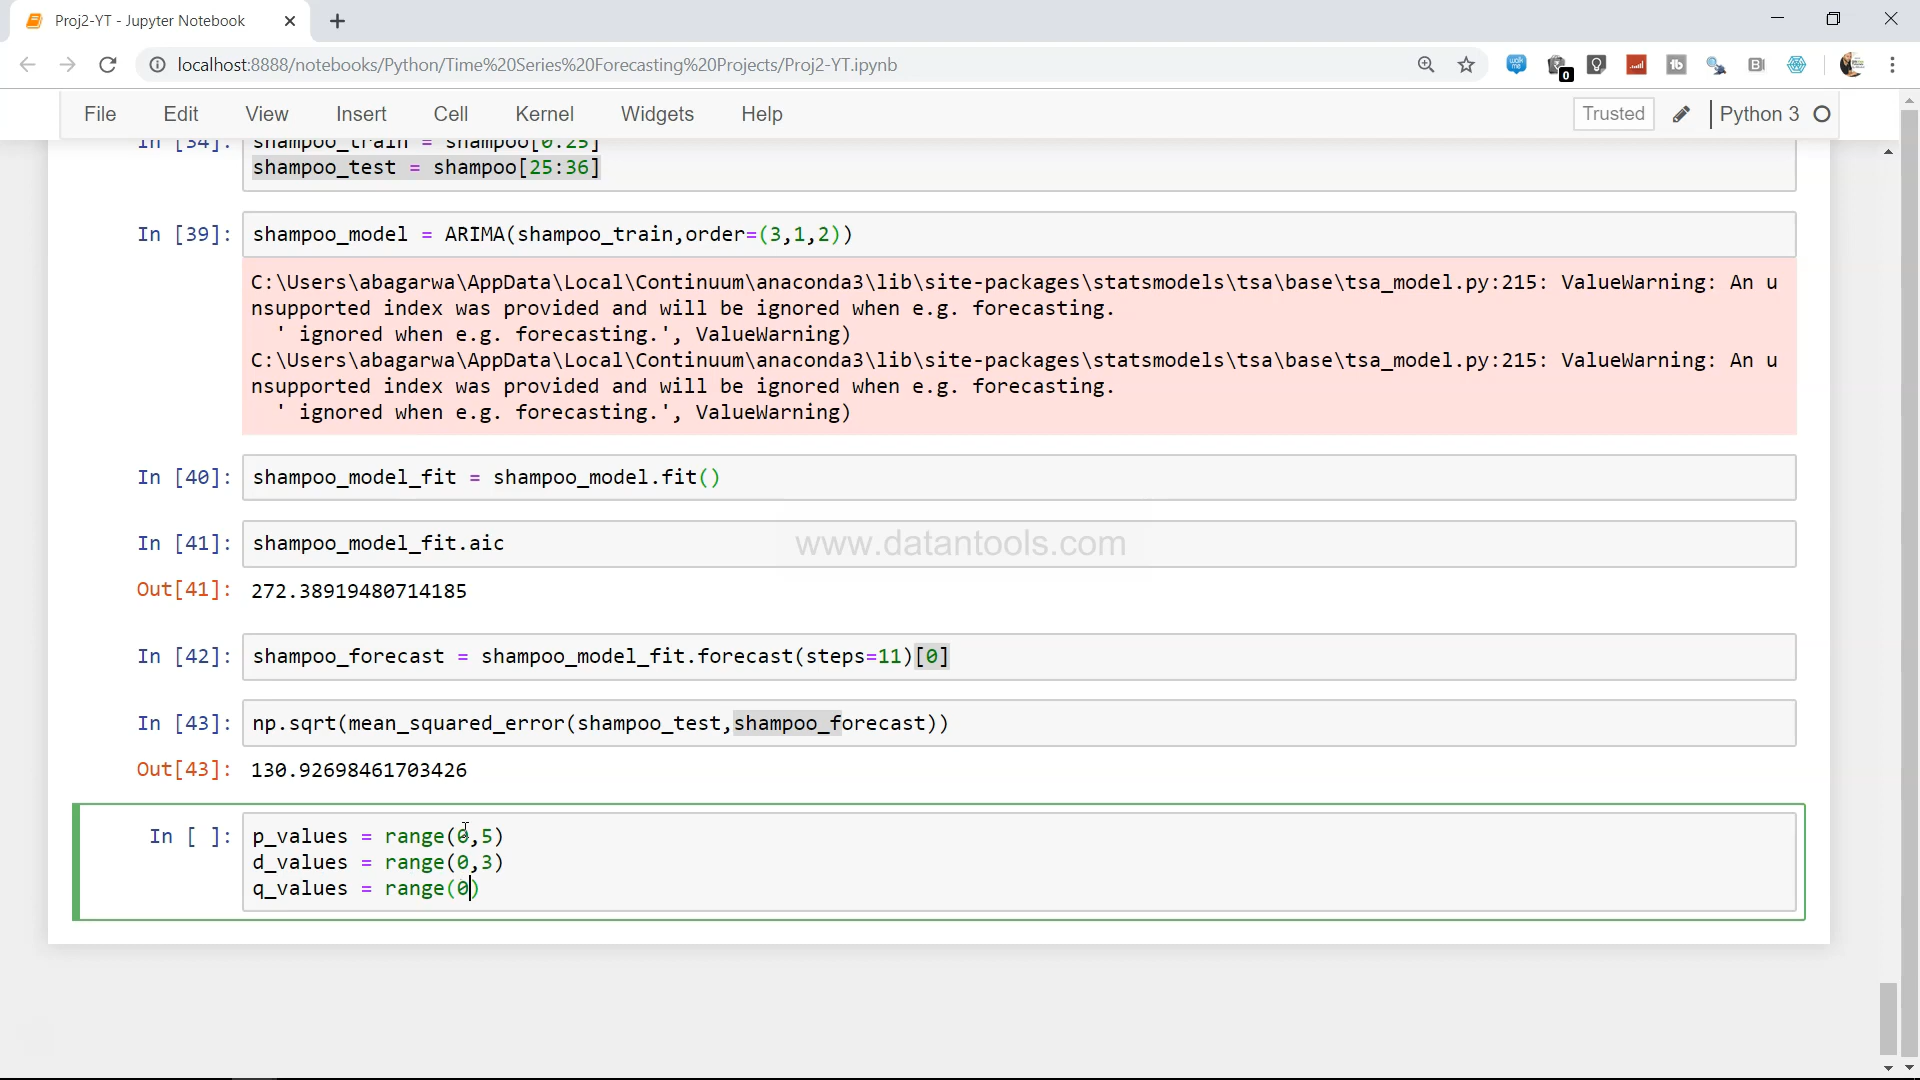 Proj2-YT - Jupyter Notebook
localhost:8888/notebooks/Python/Time%20Series%20Forecasting%20Projects/Proj2-YT.ipynb
0
File Edit View Insert Cell Kernel Widgets Help Trusted Python 3
In [34]: shampoo_train = shampoo[0:25]
shampoo_test = shampoo[25:36]
In [39]: shampoo_model = ARIMA(shampoo_train,order=(3,1,2))
C:\Users\abagarwa\AppData\Local\Continuum\anaconda3\lib\site-packages\statsmodels\tsa\base\tsa_model.py:215: ValueWarning: An u
nsupported index was provided and will be ignored when e.g. forecasting.
' ignored when e.g. forecasting.', ValueWarning)
C:\Users\abagarwa\AppData\Local\Continuum\anaconda3\lib\site-packages\statsmodels\tsa\base\tsa_model.py:215: ValueWarning: An u
nsupported index was provided and will be ignored when e.g. forecasting.
' ignored when e.g. forecasting.', ValueWarning)
In [40]: shampoo_model_fit = shampoo_model.fit()
In [41]: shampoo_model_fit.aic
www.datantools.com
Out[41]: 272.38919480714185
In [42]: shampoo_forecast = shampoo_model_fit.forecast(steps=11)[0]
In [43]: np.sqrt(mean_squared_error(shampoo_test,shampoo_forecast))
Out[43]: 130.92698461703426
In [ ]: p_values = range(0,5)
d_values = range(0,3)
q_values = range(0)